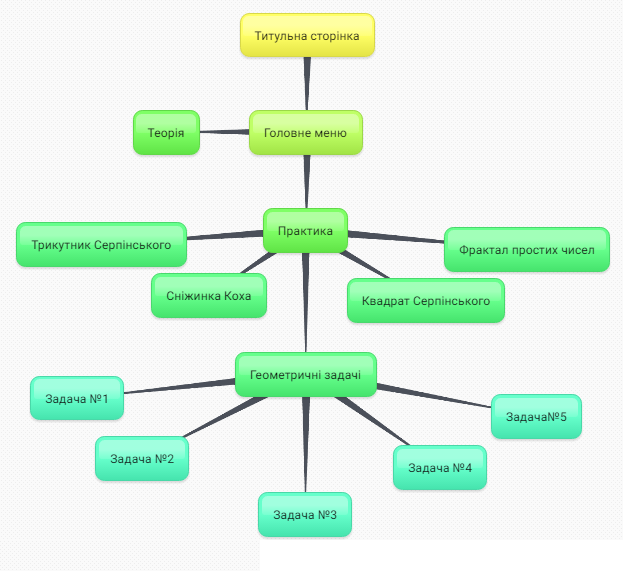 Титульна сторінка
Теорія
Головне меню
Практика
Трикутник Серпінського
Фрактал простих чисел
Сніжинка Коха
Квадрат Серпінського
Геометричні задачі
Задача №1
Задача№5
Задача №2
Задача №4
Задача №3